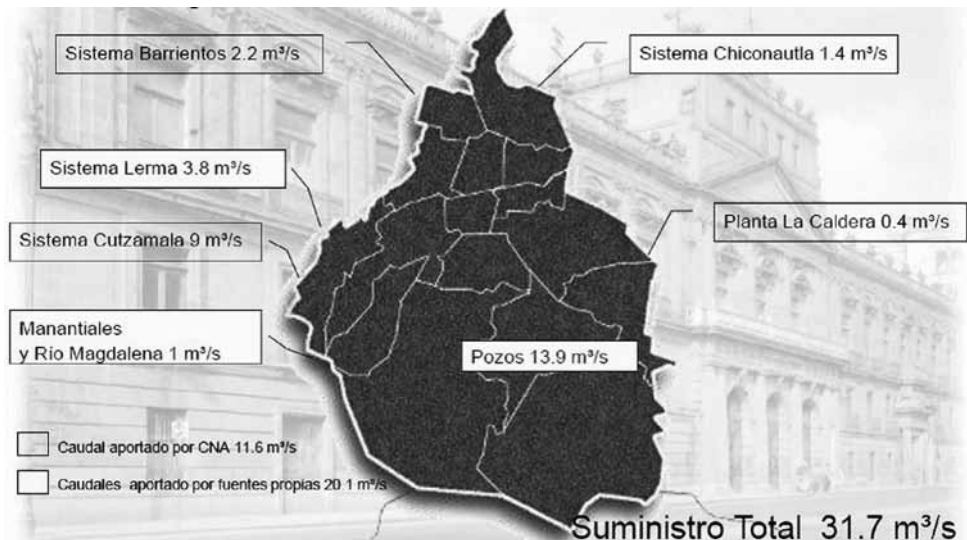 Sistema Barrientos 2.2 m³/s
Sistema Chiconautla 1.4 m³/s
Sistema Lerma 3.8 m³/s
Planta La Caldera 0.4 m³/s
Sistema Cutzamala 9 m³/s
Manantiales
y Río Magdalena 1 m³/s
Pozos 13.9 m³/s
Caudal aportado por CNA 11.6 m³/s
Caudales aportado por fuentes propias 20.1 m³/s
Suministro Total 31.7 m³/s